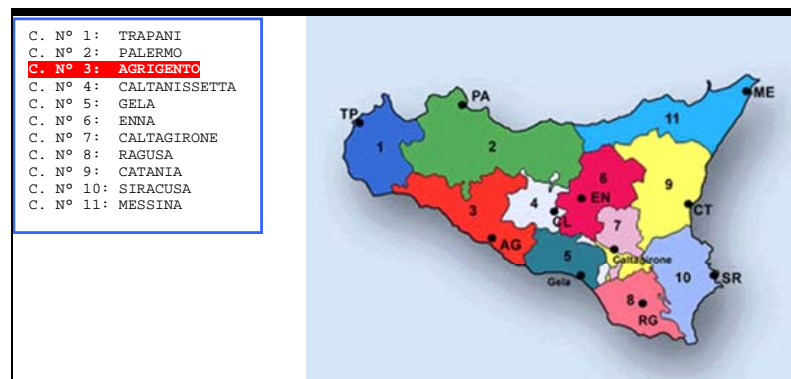 C. N° 1: TRAPANI
C. N° 2: PALERMO
C. N° 3: AGRIGENTO
C. N° 4: CALTANISSETTA
C. N° 5: GELA
C. N° 6: ENNA
C. N° 7: CALTAGIRONE
C. N° 8: RAGUSA
C. N° 9: CATANIA
C. N° 10: SIRACUSA
C. N° 11: MESSINA
ME
PA
TP
11
1
2
6
9
EN
3
4
CL
CT
7
AG
5
Caltagirone
Gela
10
SR
8
RG